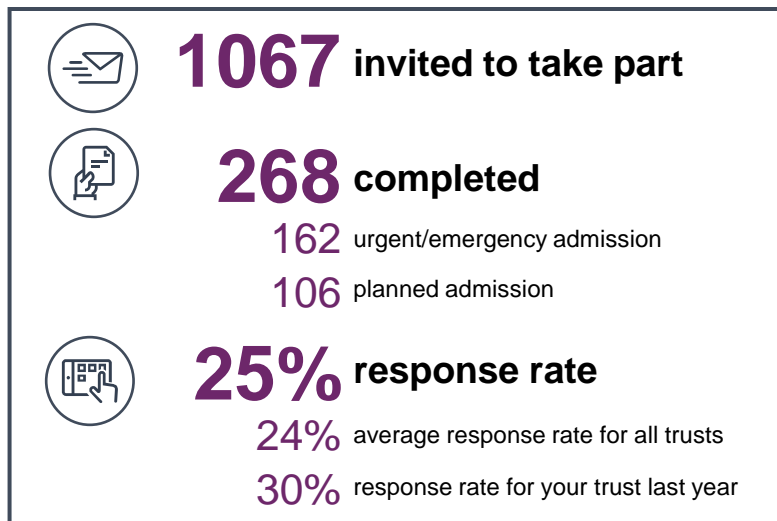 1067 invited to take part
268 completed
162 urgent/emergency admission
106 planned admission
25% response rate
24% average response rate for all trusts
30% response rate for your trust last year